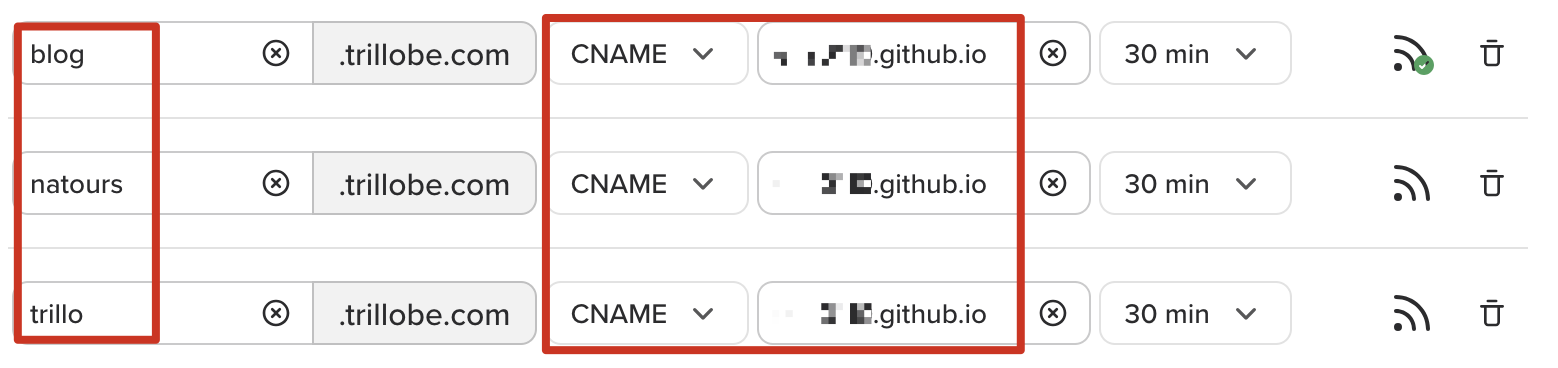 blog .trillobe.com CNAME .github.io 30 min
natours .trillobe.com CNAME .github.io 30 min
trillo .trillobe.com CNAME .github.io 30 min